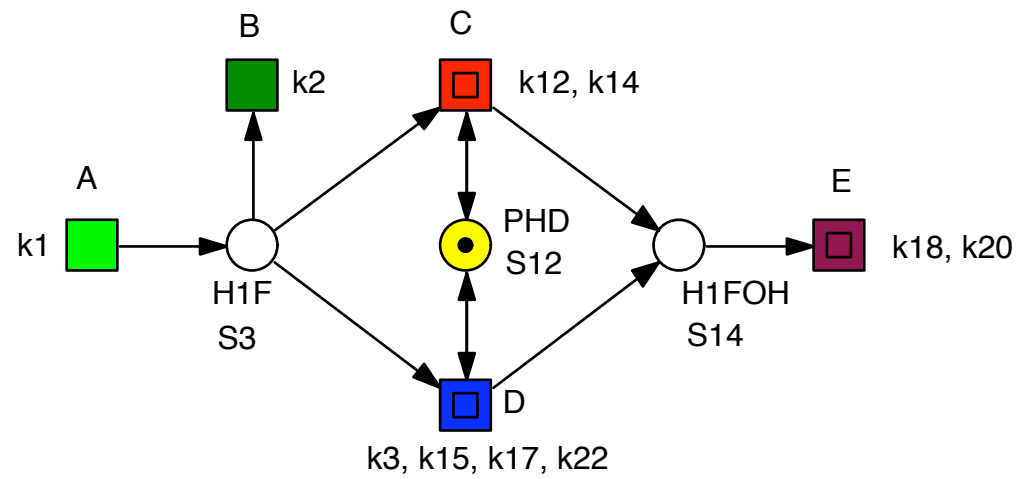 B
C
k2
k12, k14
A
E
k1
PHD
S12
k18, k20
H1F
S3
H1FOH
S14
D
k3, k15, k17, k22